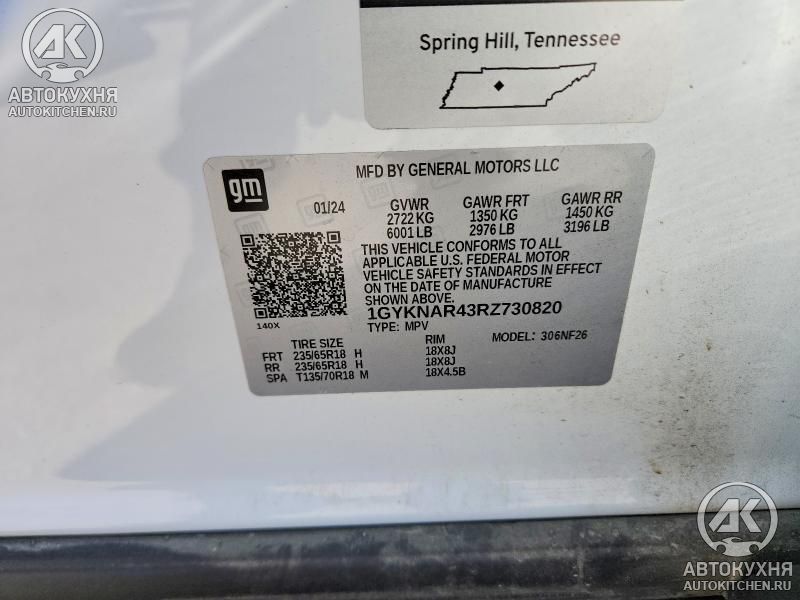 АК
АВТОКУХНЯ
AUTOKITCHEN.RU
Spring Hill, Tennessee
gm
MFD BY GENERAL MOTORS LLC
01/24 GVWR GAWR FRT GAWR RR
2722 KG 1350 KG 1450 KG
6001 LB 2976 LB 3196 LB
THIS VEHICLE CONFORMS TO ALL
APPLICABLE U.S. FEDERAL MOTOR
VEHICLE SAFETY STANDARDS IN EFFECT
ON THE DATE OF MANUFACTURE
SHOWN ABOVE.
1GYKNAR43RZ730820
140X
TYPE: MPV MODEL: 306NF26
TIRE SIZE RIM
FRT 235/65R18 H 18X8J
RR 235/65R18 H 18X8J
SPA T135/70R18 M 18X4.5B
АК
АВТОКУХНЯ
AUTOKITCHEN.RU